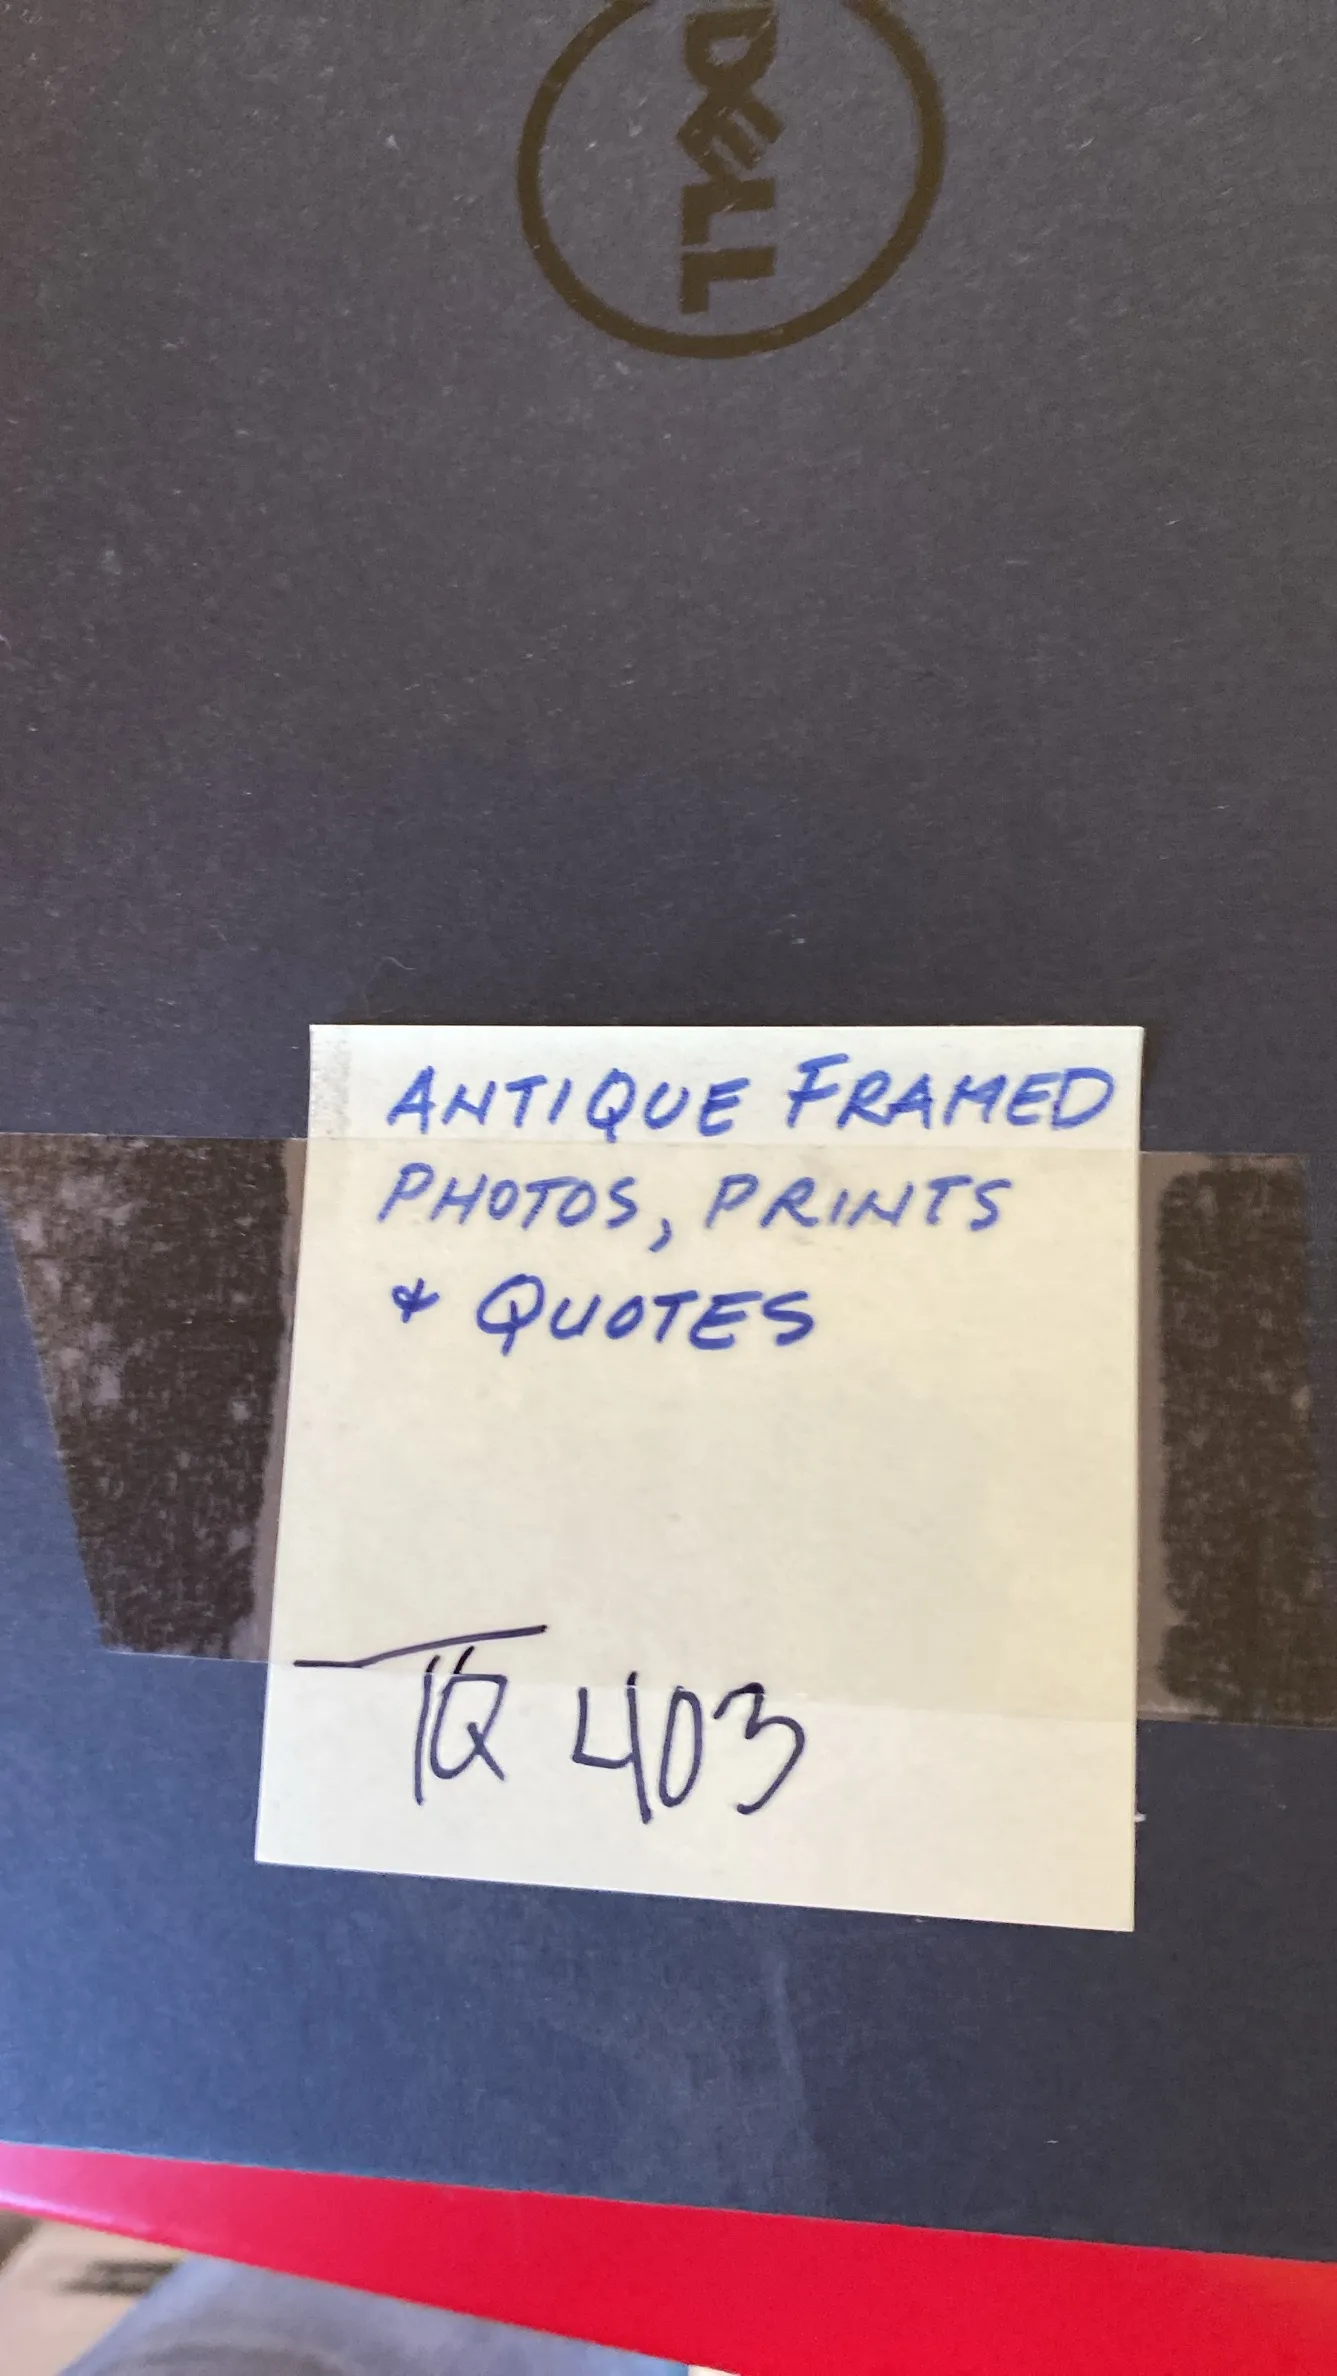 DELL
ANTIQUE FRAMED
PHOTOS, PRINTS
& QUOTES
TQ 403